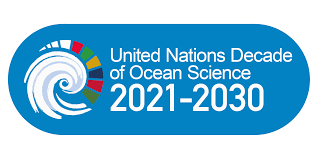 United Nations Decade
of Ocean Science
2021-2030